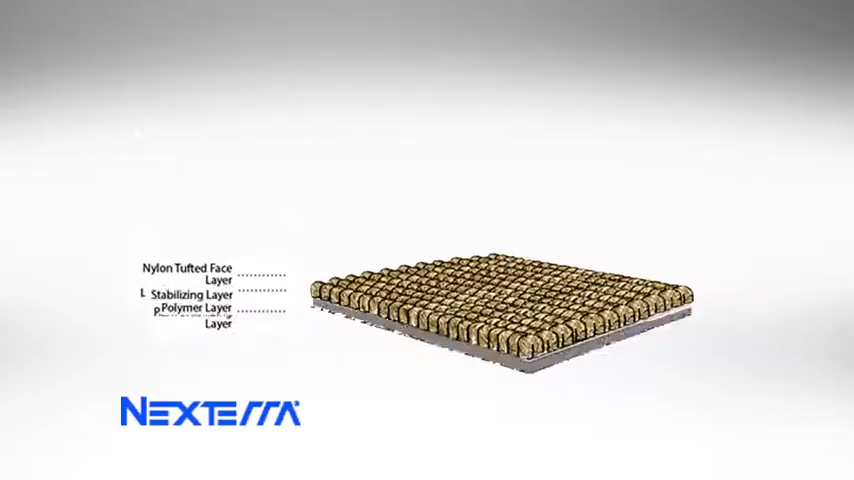 Nylon Tufted Face
Layer
Stabilizing Layer
Polymer Layer
Layer
NEXTERRA